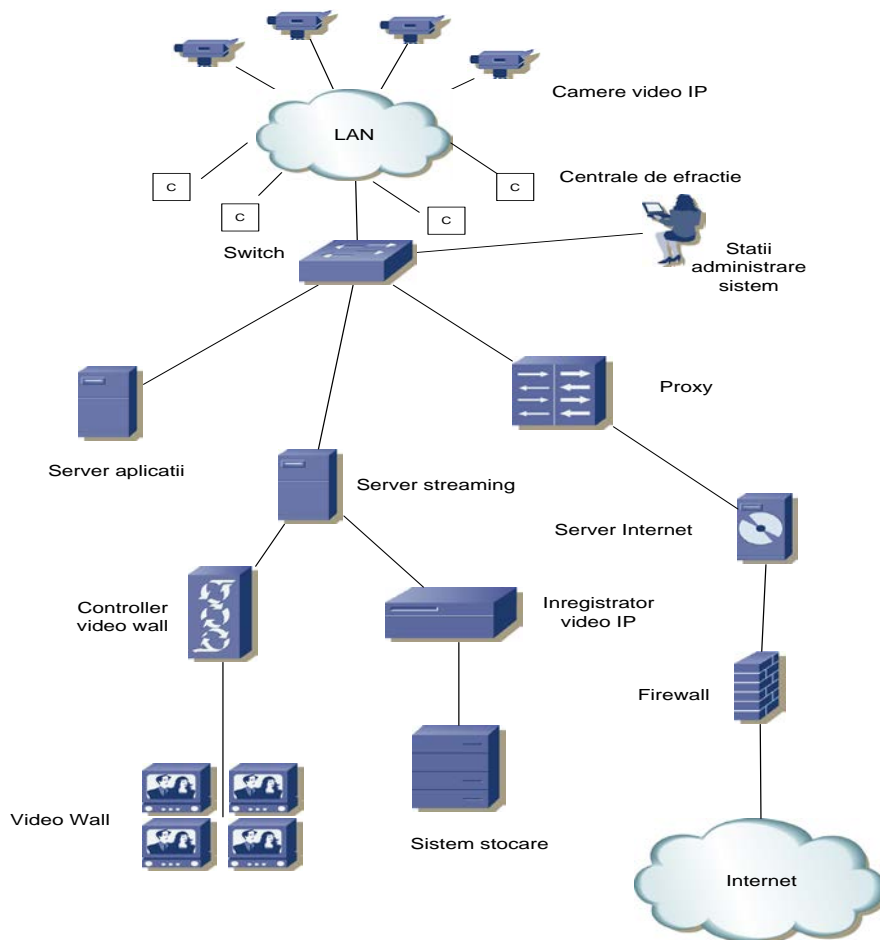 Camere video IP
LAN
C
C
C
C
Centrale de efractie
Switch
Statii
administrare
sistem
Proxy
Server aplicatii
Server streaming
Server Internet
Controller
video wall
Inregistrator
video IP
Firewall
Video Wall
Sistem stocare
Internet